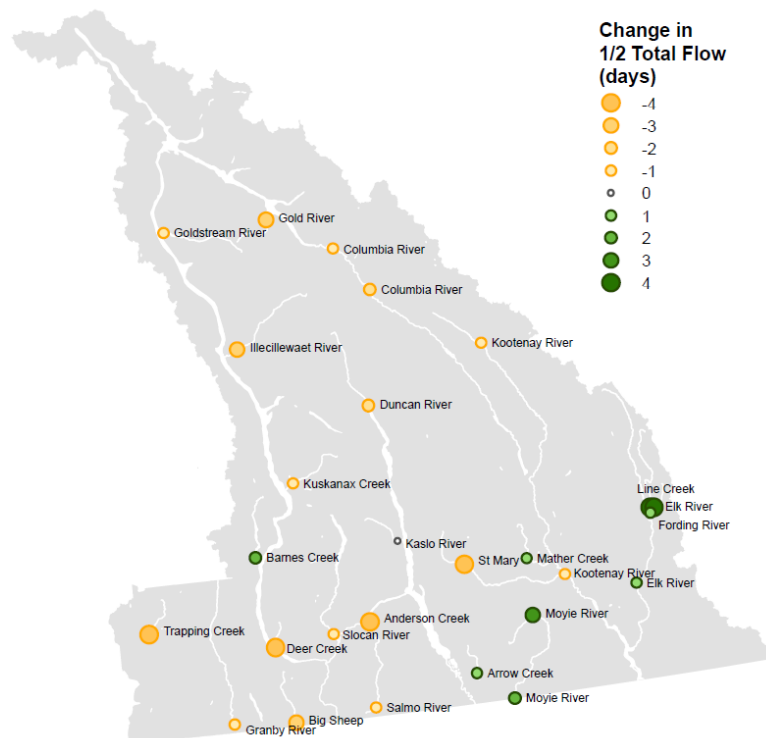 Change in
1/2 Total Flow
(days)
-4
-3
-2
-1
0
1
2
3
4
Gold River
Goldstream River
Columbia River
Columbia River
Kootenay River
Illecillewaet River
Duncan River
Kuskanax Creek
Line Creek
Elk River
Fording River
Kaslo River
Barnes Creek
St Mary
Mather Creek
Kootenay River
Elk River
Moyie River
Anderson Creek
Trapping Creek
Slocan River
Deer Creek
Arrow Creek
Moyie River
Salmo River
Big Sheep
Granby River